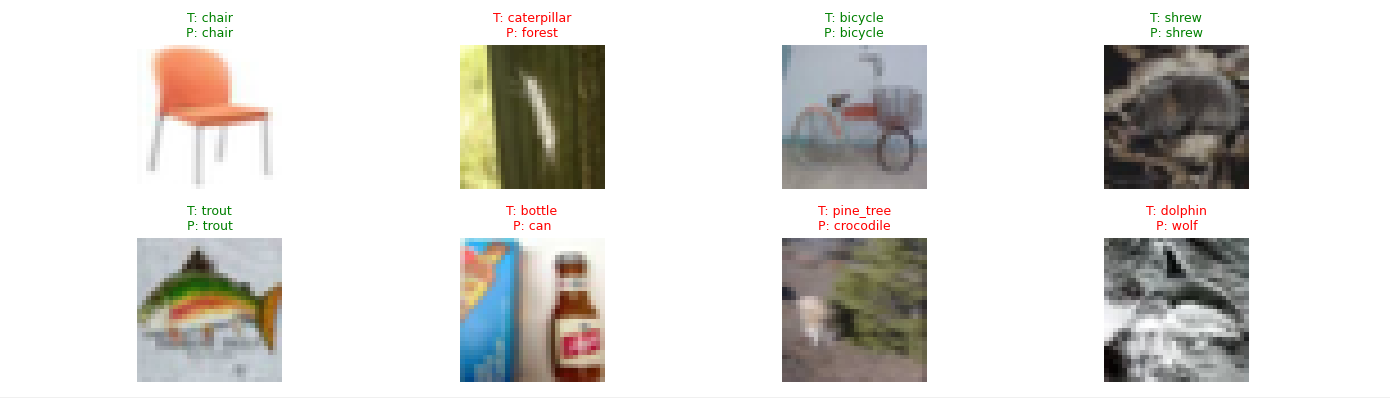 T: chair
P: chair
T: caterpillar
P: forest
T: bicycle
P: bicycle
T: shrew
P: shrew
T: trout
P: trout
T: bottle
P: can
T: pine_tree
P: crocodile
T: dolphin
P: wolf